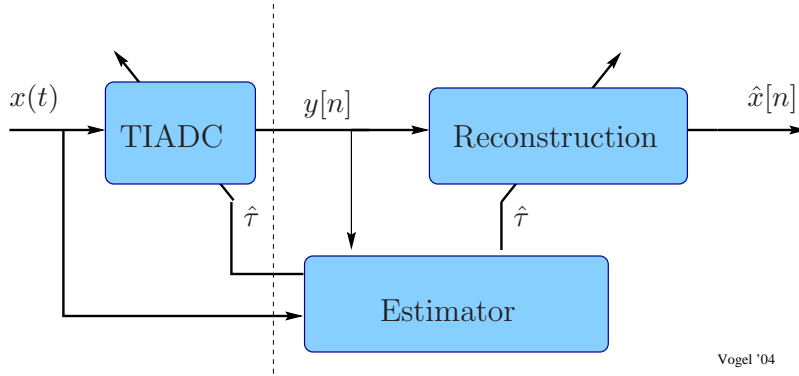 x(t)
TIADC
y[n]
Reconstruction
x̂[n]
τ̂
τ̂
Estimator
Vogel '04